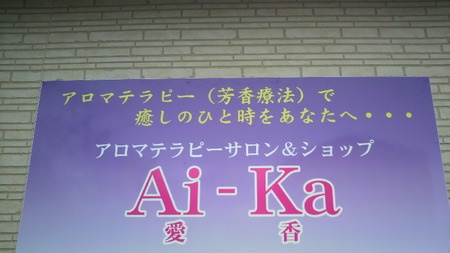 アロマテラピー（芳香療法）で
癒しのひと時をあなたへ・・・
アロマテラピーサロン＆ショップ
Ai-Ka
愛 香